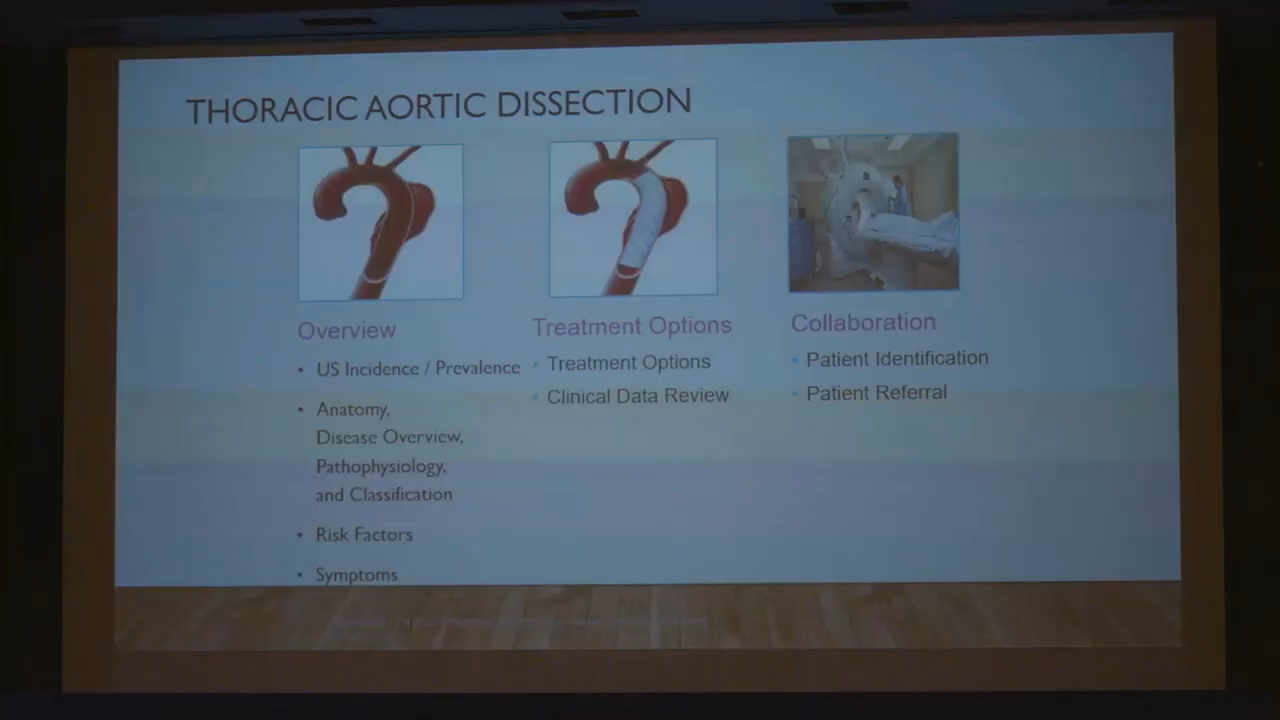 THORACIC AORTIC DISSECTION
Overview
• US Incidence / Prevalence
• Anatomy,
Disease Overview,
Pathophysiology,
and Classification
• Risk Factors
• Symptoms
Treatment Options
• Treatment Options
• Clinical Data Review
Collaboration
• Patient Identification
• Patient Referral